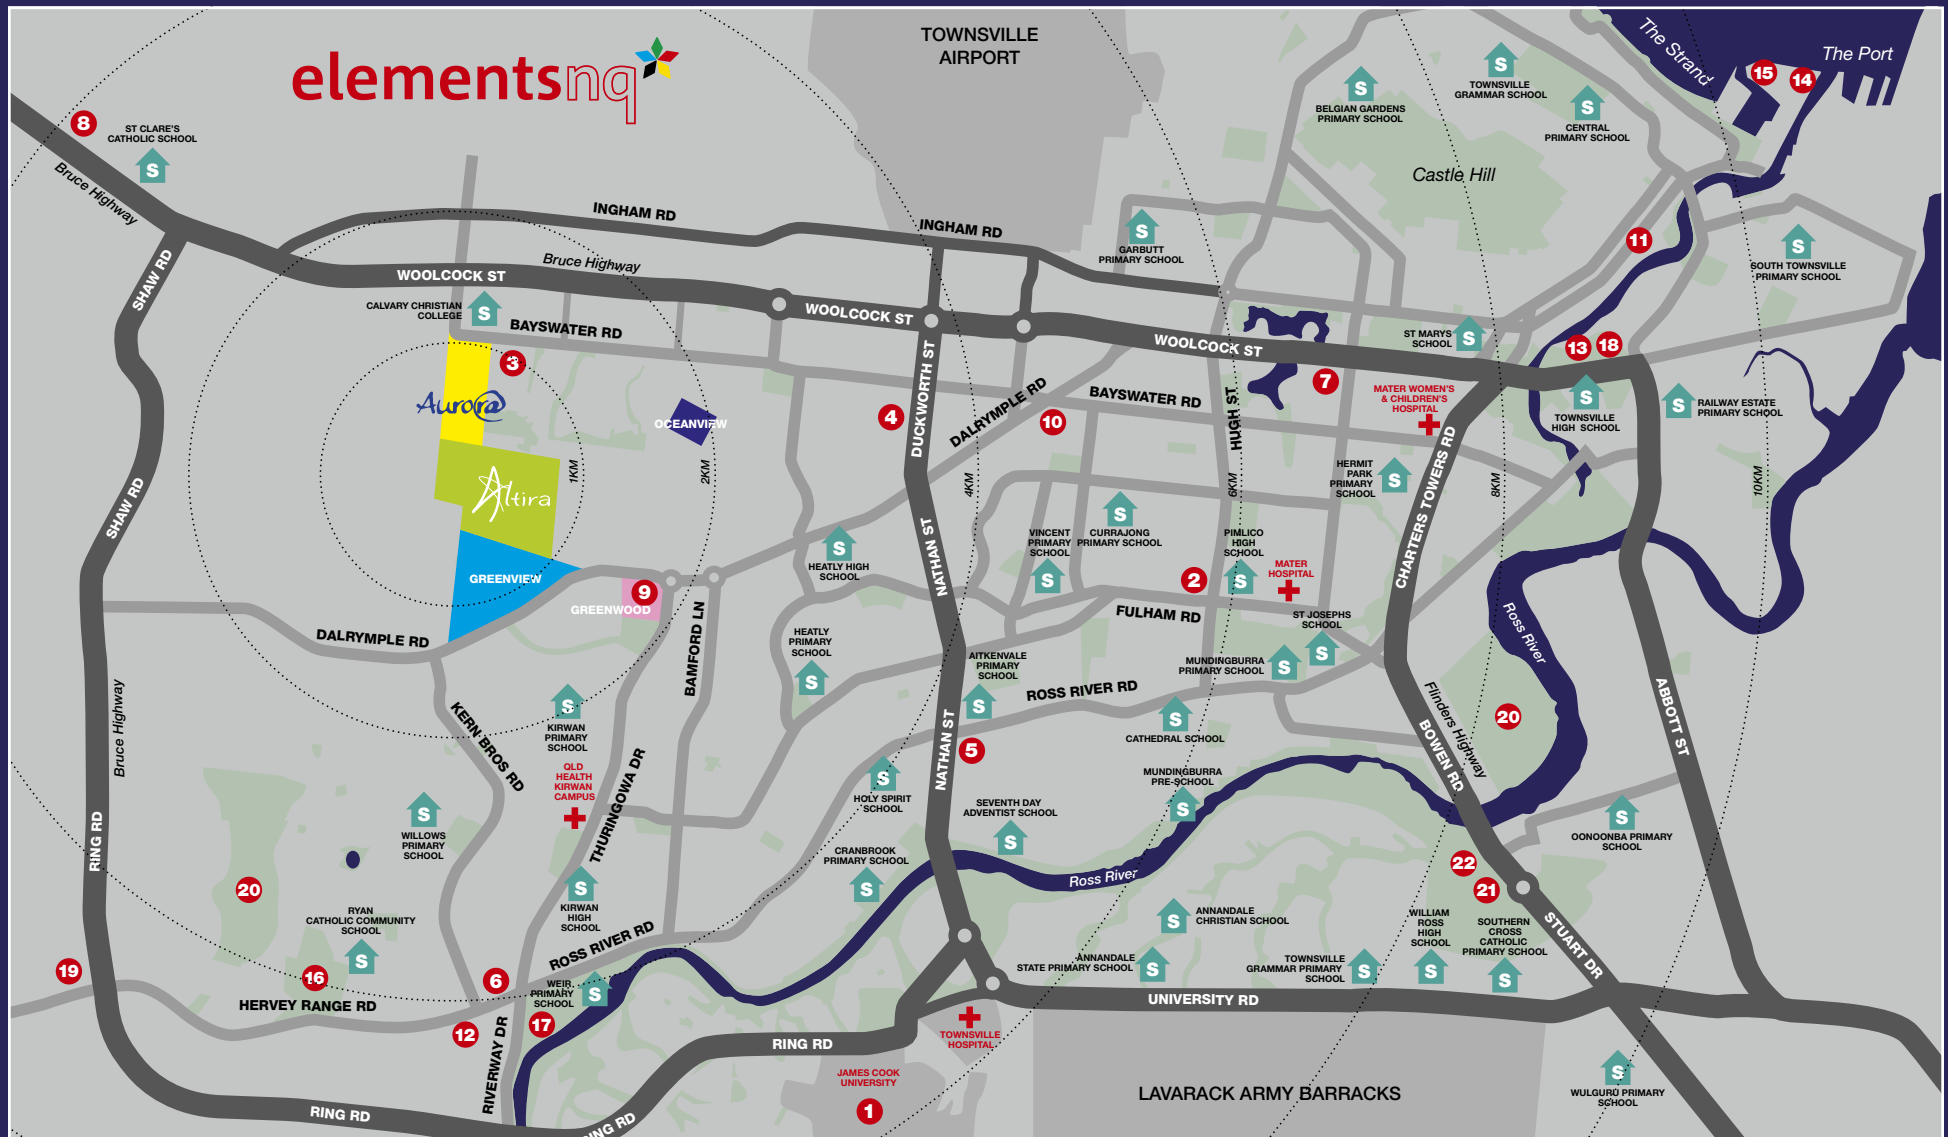 elementsnq
TOWNSVILLE
AIRPORT
The Strand
The Port
15
14
8
ST CLARE'S
CATHOLIC SCHOOL
S
Bruce Highway
BELGIAN GARDENS
PRIMARY SCHOOL
S
TOWNSVILLE
GRAMMAR SCHOOL
S
CENTRAL
PRIMARY SCHOOL
S
Castle Hill
INGHAM RD
INGHAM RD
S
GARBUTT
PRIMARY SCHOOL
11
S
SOUTH TOWNSVILLE
PRIMARY SCHOOL
SHAW RD
WOOLCOCK ST
Bruce Highway
CALVARY CHRISTIAN
COLLEGE
S
BAYSWATER RD
WOOLCOCK ST
WOOLCOCK ST
ST MARYS
SCHOOL
S
13
18
3
7
Aurora
OCEANVIEW
4
DUCKWORTH ST
DALRYMPLE RD
10
BAYSWATER RD
HUGH ST
MATER WOMEN'S
& CHILDREN'S
HOSPITAL
S
TOWNSVILLE
HIGH SCHOOL
S
RAILWAY ESTATE
PRIMARY SCHOOL
Altira
1KM
2KM
4KM
6KM
8KM
10KM
HERMIT
PARK
PRIMARY
SCHOOL
S
CHARTERS TOWERS RD
SHAW RD
NATHAN ST
S
HEATLY HIGH
SCHOOL
VINCENT
PRIMARY
SCHOOL
S
S
CURRAJONG
PRIMARY SCHOOL
PIMLICO
HIGH
SCHOOL
S
MATER
HOSPITAL
2
GREENVIEW
GREENWOOD
9
FULHAM RD
ST JOSEPHS
SCHOOL
S
DALRYMPLE RD
BAMFORD LN
HEATLY
PRIMARY
SCHOOL
S
AITKENVALE
PRIMARY
SCHOOL
S
MUNDINGBURRA
PRIMARY SCHOOL
S
ROSS RIVER RD
Ross River
Bruce Highway
KERN BROS RD
S
KIRWAN
PRIMARY
SCHOOL
S
CATHEDRAL SCHOOL
Flinders Highway
BOWEN RD
20
ABBOTT ST
NATHAN ST
5
QLD
HEALTH
KIRWAN
CAMPUS
THURINGOWA DR
S
HOLY SPIRIT
SCHOOL
MUNDINGBURRA
PRE-SCHOOL
S
SEVENTH DAY
ADVENTIST SCHOOL
S
S
WILLOWS
PRIMARY
SCHOOL
S
OONOONBA PRIMARY
SCHOOL
RING RD
CRANBROOK
PRIMARY SCHOOL
S
Ross River
22
21
20
S
KIRWAN
HIGH
SCHOOL
RYAN
CATHOLIC COMMUNITY
SCHOOL
S
ROSS RIVER RD
S
ANNANDALE
CHRISTIAN SCHOOL
WILLIAM
ROSS
HIGH
SCHOOL
S
SOUTHERN
CROSS
CATHOLIC
PRIMARY SCHOOL
S
STUART DR
19
16
6
WEIR
PRIMARY
SCHOOL
S
ANNANDALE
STATE PRIMARY SCHOOL
S
TOWNSVILLE
GRAMMAR PRIMARY
SCHOOL
S
HERVEY RANGE RD
UNIVERSITY RD
12
17
RIVERWAY DR
RING RD
TOWNSVILLE
HOSPITAL
JAMES COOK
UNIVERSITY
1
LAVARACK ARMY BARRACKS
S
WULGURU PRIMARY
SCHOOL
RING RD
RING RD